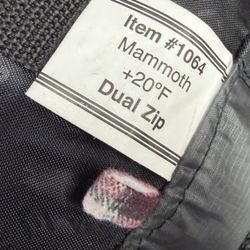 Item #1064
Mammoth
+20°F
Dual Zip